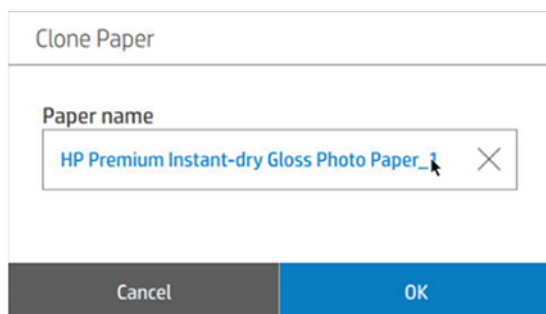 Clone Paper
Paper name
HP Premium Instant-dry Gloss Photo Paper_1
Cancel
OK